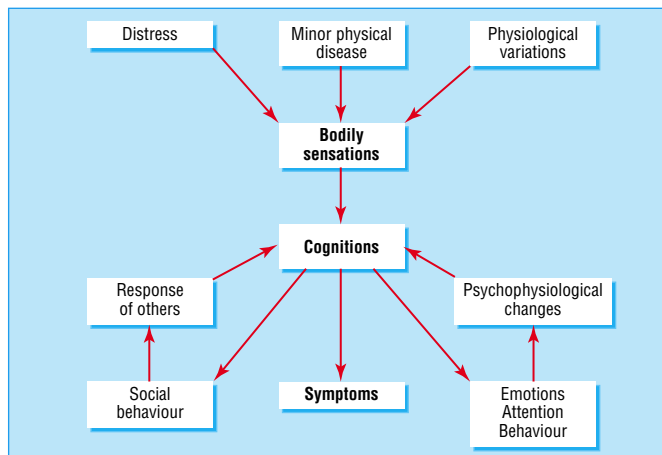 Distress
Minor physical
disease
Physiological
variations
Bodily
sensations
Cognitions
Response
of others
Psychophysiological
changes
Social
behaviour
Symptoms
Emotions
Attention
Behaviour